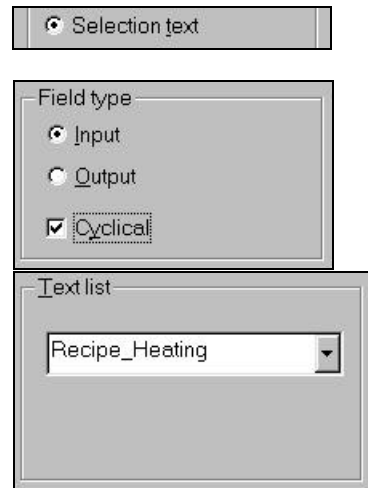 Selection text
Field type
Input
Output
Cyclical
Text list
Recipe_Heating